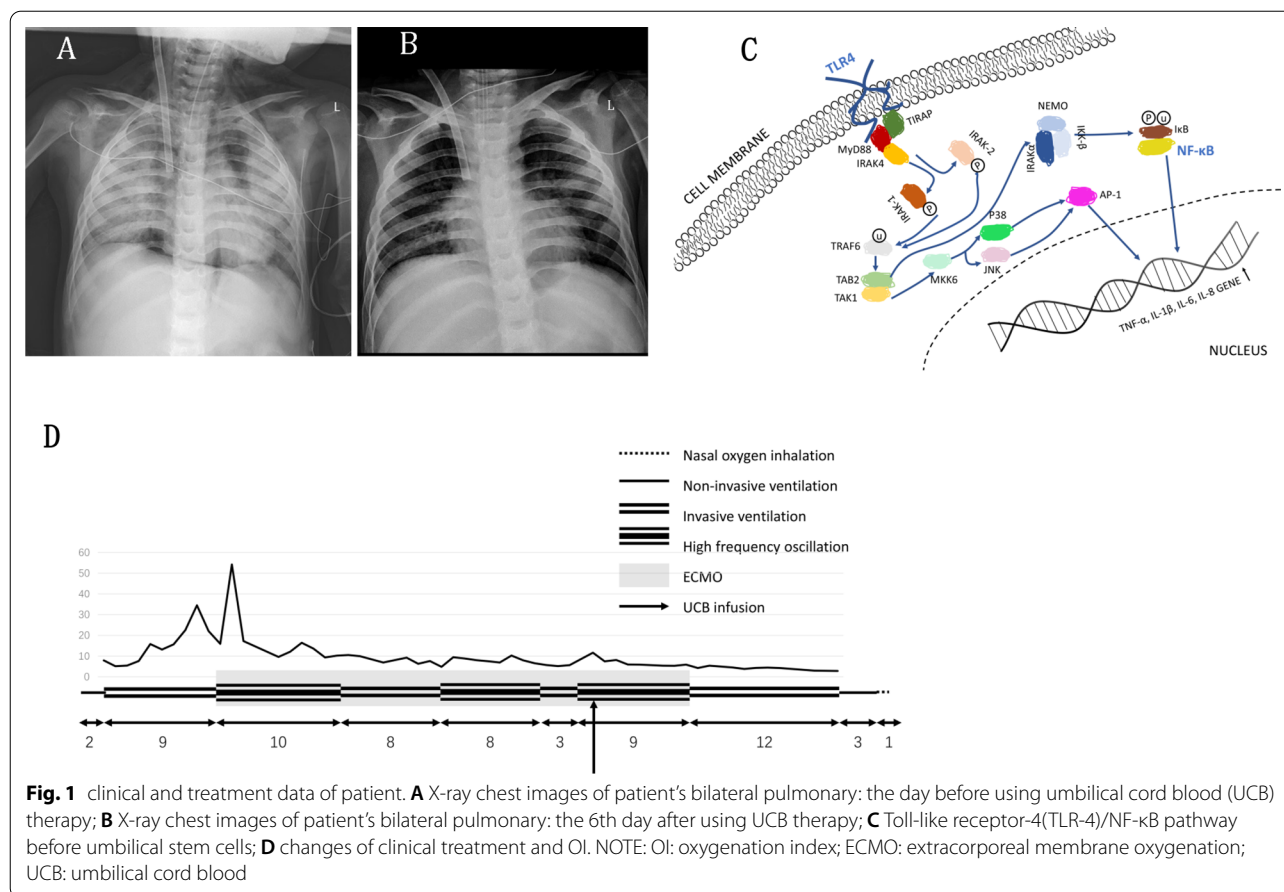 A
L
B
L
C
TLR4
CELL MEMBRANE
TIRAP
MyD88
IRAK4
IRAK-2
P
IRAK-1
P
NEMO
IRAKα
IKK-β
P u
IκB
NF-κB
u
TRAF6
TAB2
TAK1
MKK6
P38
JNK
AP-1
TNF-α, IL-1β, IL-6, IL-8 GENE
NUCLEUS
D
Nasal oxygen inhalation
Non-invasive ventilation
Invasive ventilation
High frequency oscillation
ECMO
UCB infusion
60
50
40
30
20
10
0
2 9 10 8 8 3 9 12 3 1
Fig. 1 clinical and treatment data of patient. A X-ray chest images of patient's bilateral pulmonary: the day before using umbilical cord blood (UCB)
therapy; B X-ray chest images of patient's bilateral pulmonary: the 6th day after using UCB therapy; C Toll-like receptor-4(TLR-4)/NF-κB pathway
before umbilical stem cells; D changes of clinical treatment and OI. NOTE: OI: oxygenation index; ECMO: extracorporeal membrane oxygenation;
UCB: umbilical cord blood